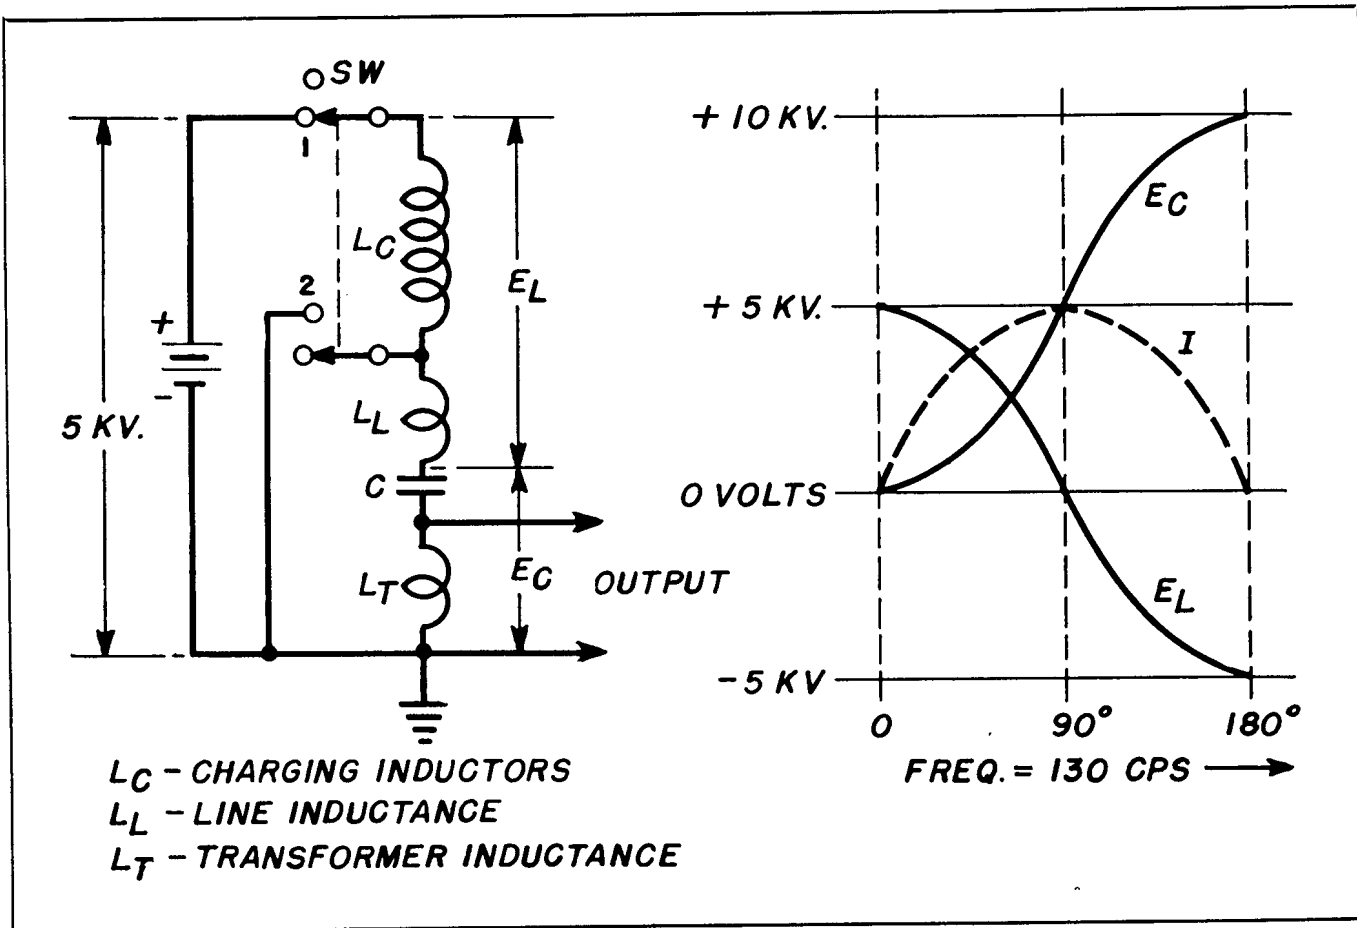 SW
1
L_C
E_L
2
+
-
5 KV.
L_L
C
E_C
L_T
OUTPUT
L_C - CHARGING INDUCTORS
L_L - LINE INDUCTANCE
L_T - TRANSFORMER INDUCTANCE
+ 10 KV.
E_C
+ 5 KV.
I
0 VOLTS
E_L
- 5 KV
0 90° 180°
FREQ. = 130 CPS